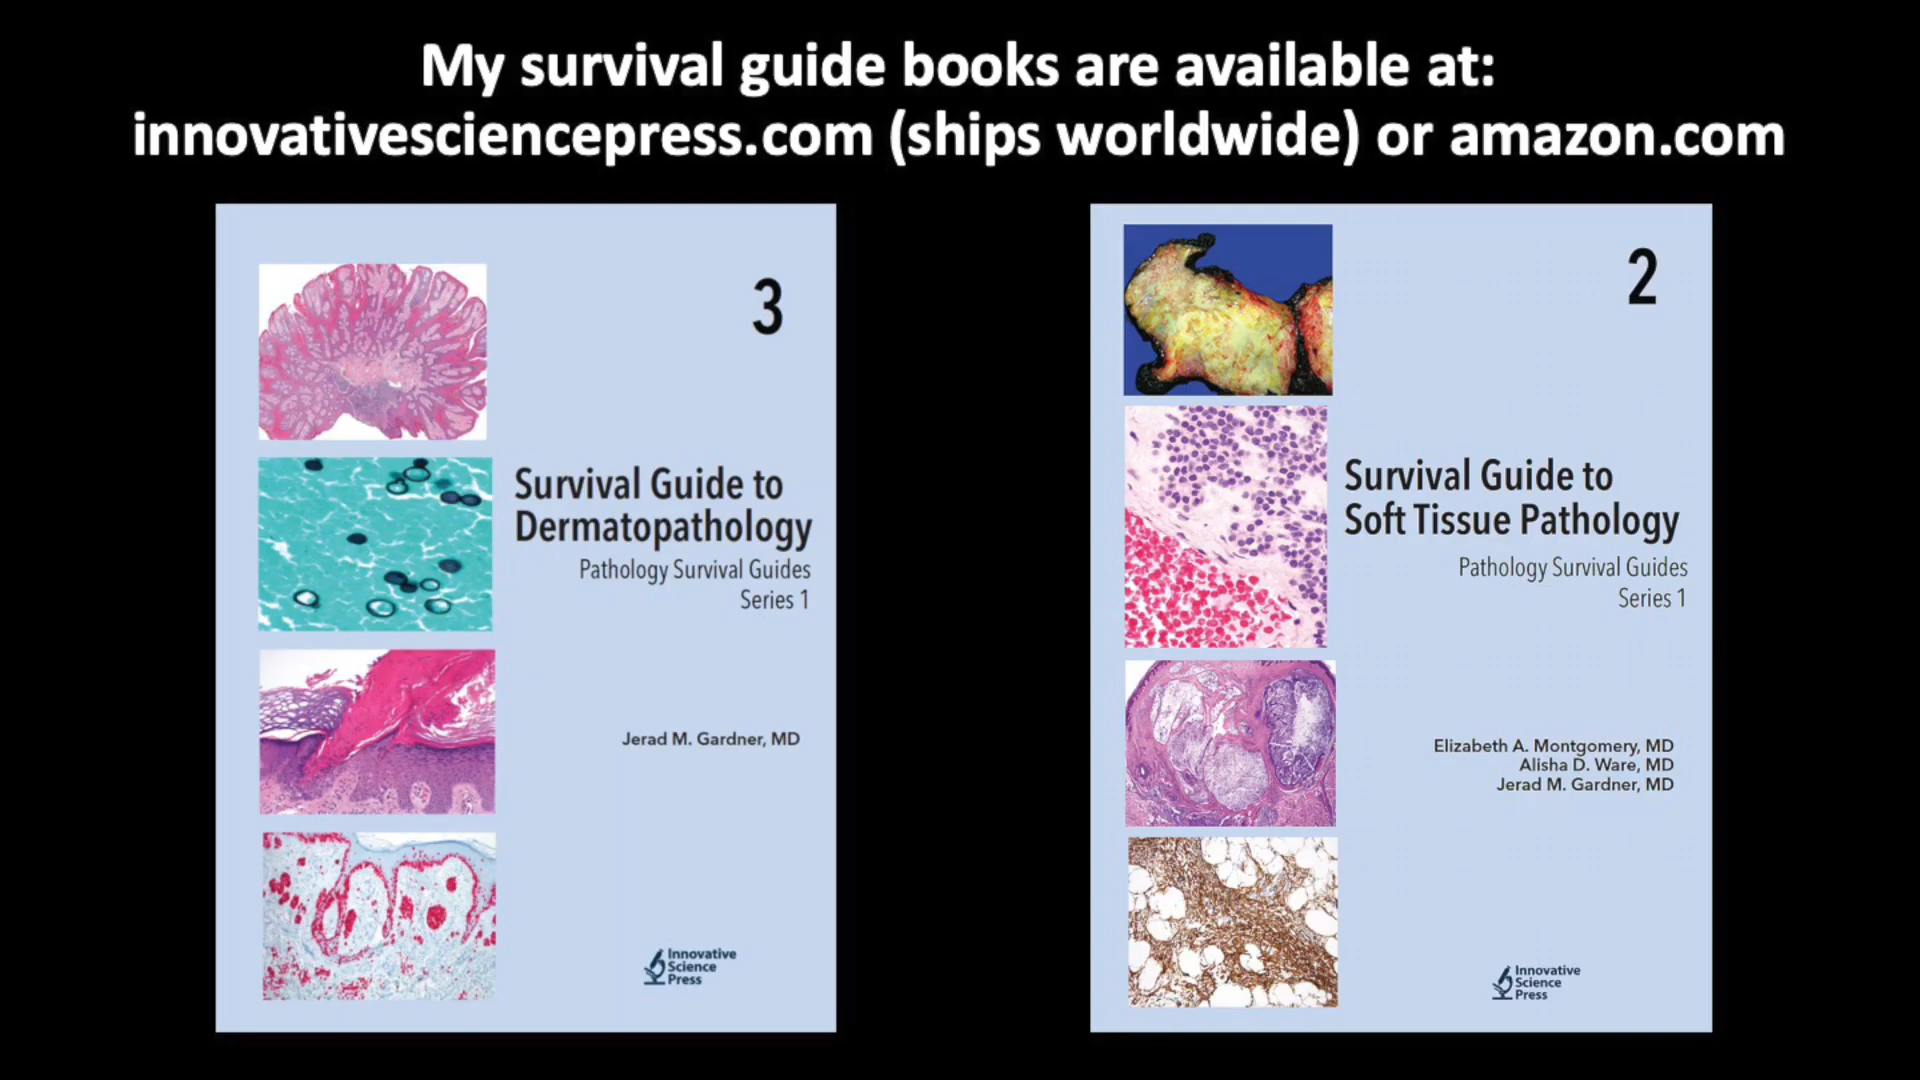 My survival guide books are available at:
innovativesciencepress.com (ships worldwide) or amazon.com
3
Survival Guide to
Dermatopathology
Pathology Survival Guides
Series 1
Jerad M. Gardner, MD
Innovative
Science
Press
2
Survival Guide to
Soft Tissue Pathology
Pathology Survival Guides
Series 1
Elizabeth A. Montgomery, MD
Alisha D. Ware, MD
Jerad M. Gardner, MD
Innovative
Science
Press